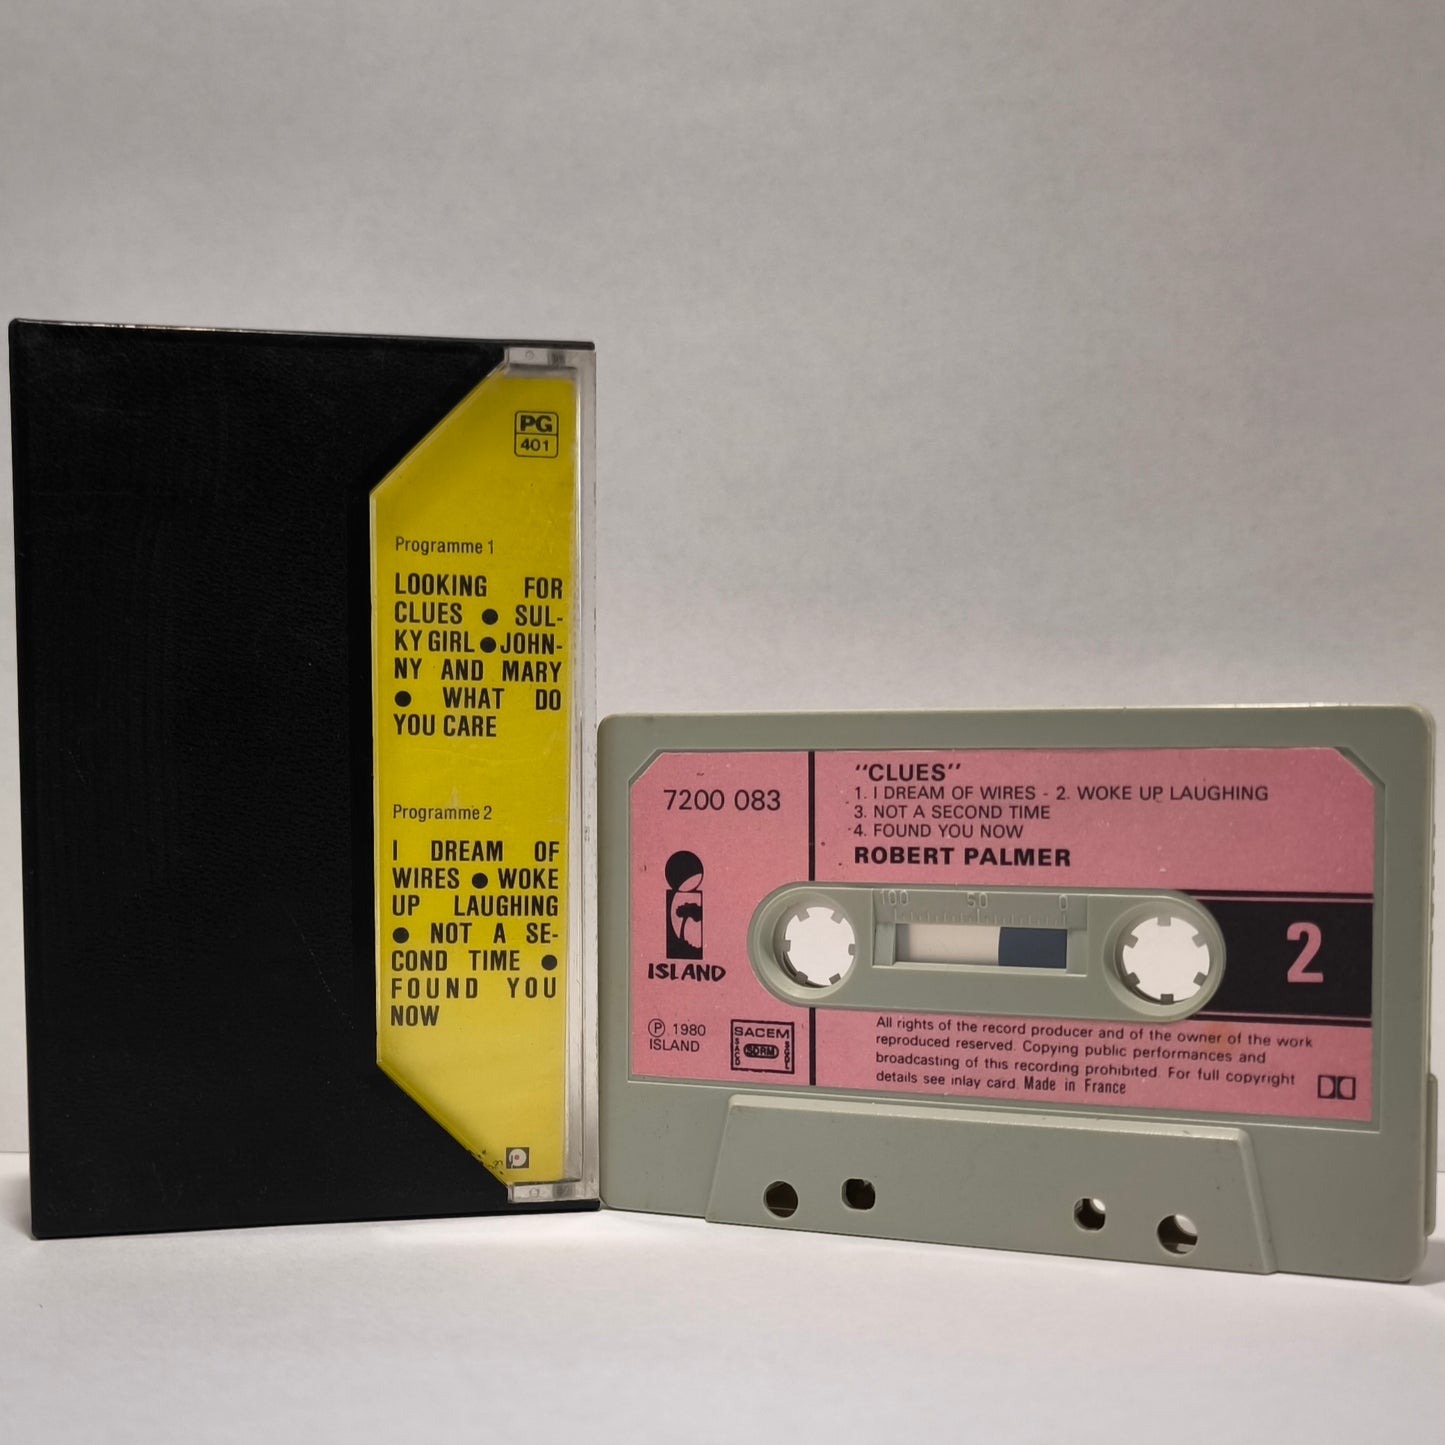 PG
401
Programme 1
LOOKING FOR
CLUES ● SUL-
KY GIRL ● JOHN-
NY AND MARY
● WHAT DO
YOU CARE
Programme 2
I DREAM OF
WIRES ● WOKE
UP LAUGHING
● NOT A SE-
COND TIME ●
FOUND YOU
NOW
7200 083
ISLAND
Ⓟ 1980
ISLAND
SACEM
SACD SDRM SGDL
"CLUES"
1. I DREAM OF WIRES - 2. WOKE UP LAUGHING
3. NOT A SECOND TIME
4. FOUND YOU NOW
ROBERT PALMER
100 50 0
2
All rights of the record producer and of the owner of the work
reproduced reserved. Copying public performances and
broadcasting of this recording prohibited. For full copyright
details see inlay card. Made in France